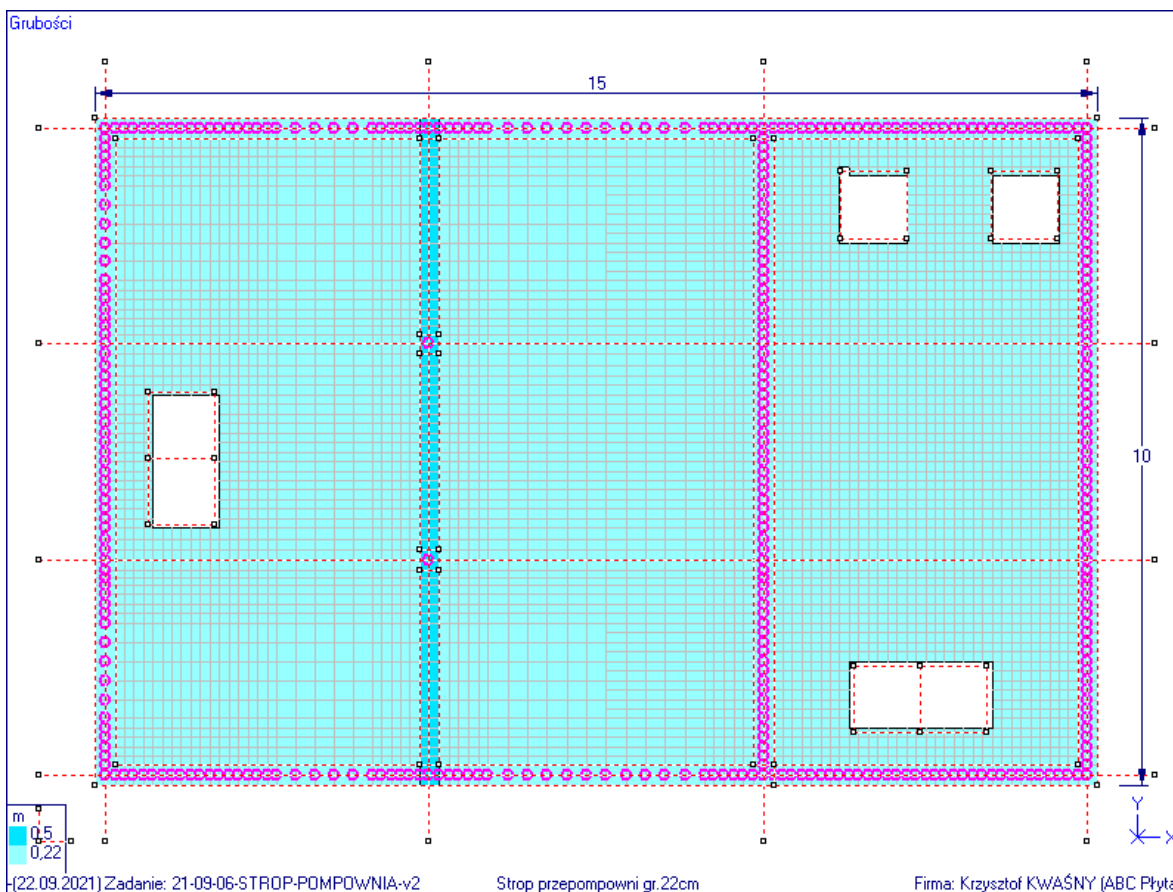 Grubości
15
10
m
0,5
0,22
Y
X
-(22.09.2021) Zadanie: 21-09-06-STROP-POMPOWNIA-v2 Strop przepompowni gr.22cm Firma: Krzysztof KWAŚNY (ABC Płyta